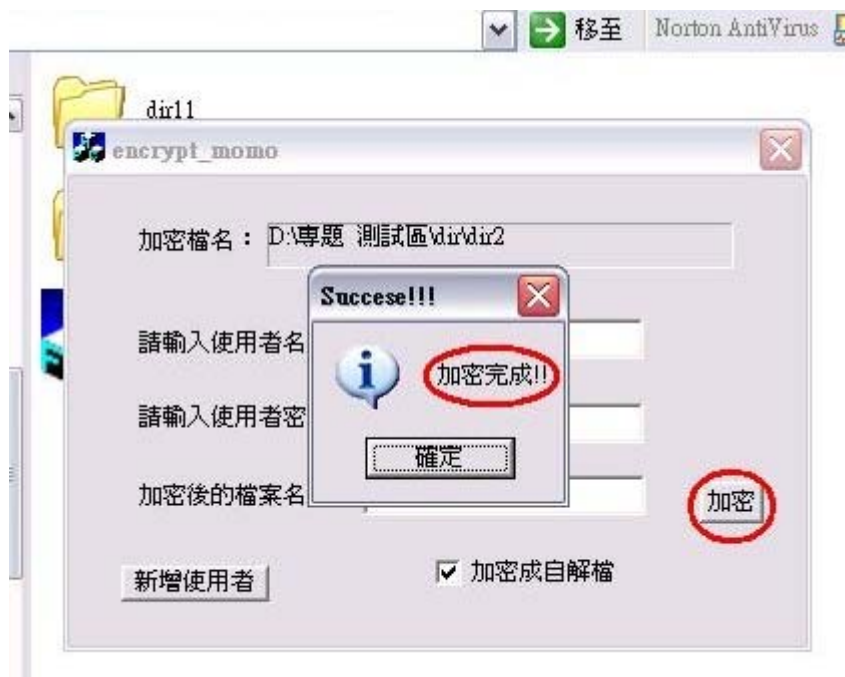 移至
Norton AntiVirus
dir11
encrypt_momo
加密檔名：
D:\專題 測試區\dir\dir2
Succese!!!
請輸入使用者名
加密完成!!
請輸入使用者密
確定
加密後的檔案名
加密
新增使用者
加密成自解檔